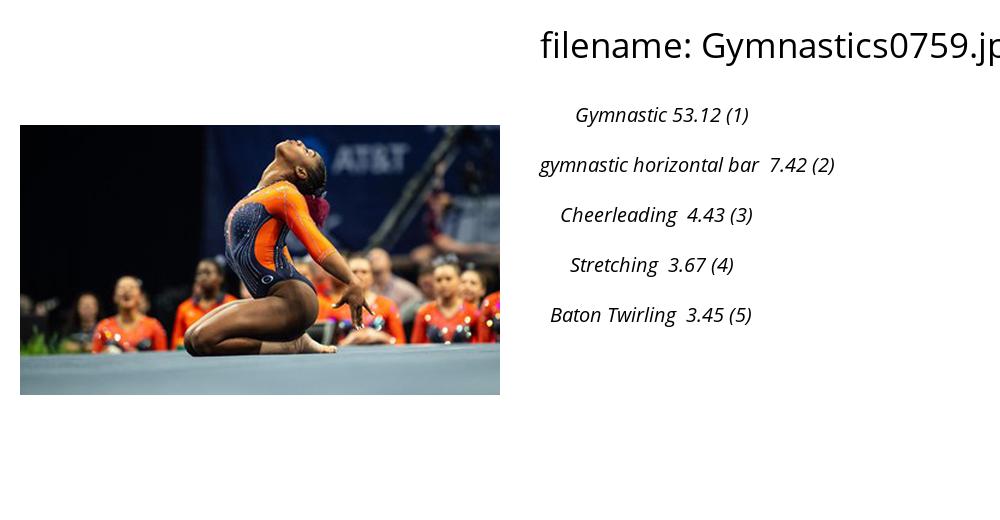 filename: Gymnastics0759.jp
Gymnastic 53.12 (1)
gymnastic horizontal bar 7.42 (2)
Cheerleading 4.43 (3)
Stretching 3.67 (4)
Baton Twirling 3.45 (5)
AT&T